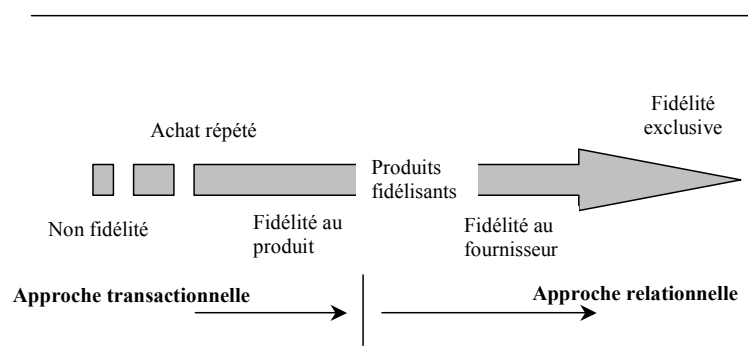 Fidélité
exclusive
Achat répété
Produits
fidélisants
Non fidélité
Fidélité au
produit
Fidélité au
fournisseur
Approche transactionnelle
Approche relationnelle